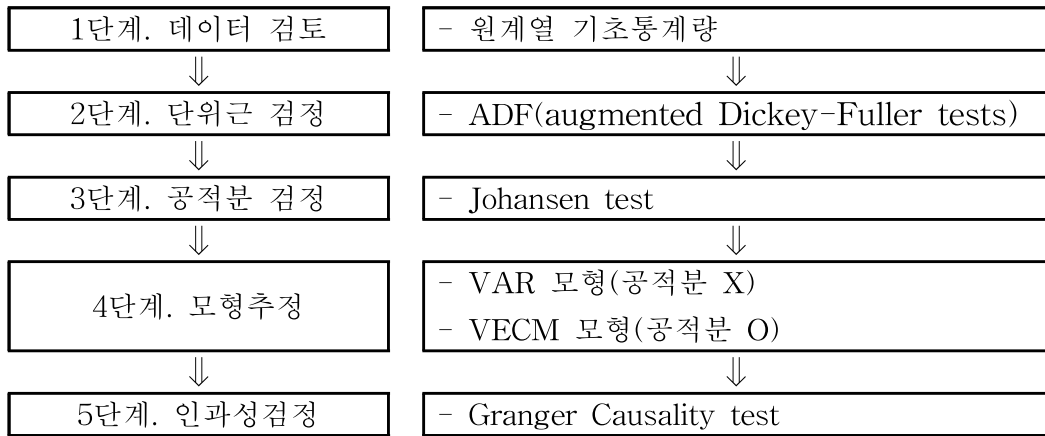 1단계. 데이터 검토
- 원계열 기초통계량
⇓
⇓
2단계. 단위근 검정
- ADF(augmented Dickey-Fuller tests)
⇓
⇓
3단계. 공적분 검정
- Johansen test
⇓
⇓
4단계. 모형추정
- VAR 모형(공적분 X)
- VECM 모형(공적분 O)
⇓
⇓
5단계. 인과성검정
- Granger Causality test